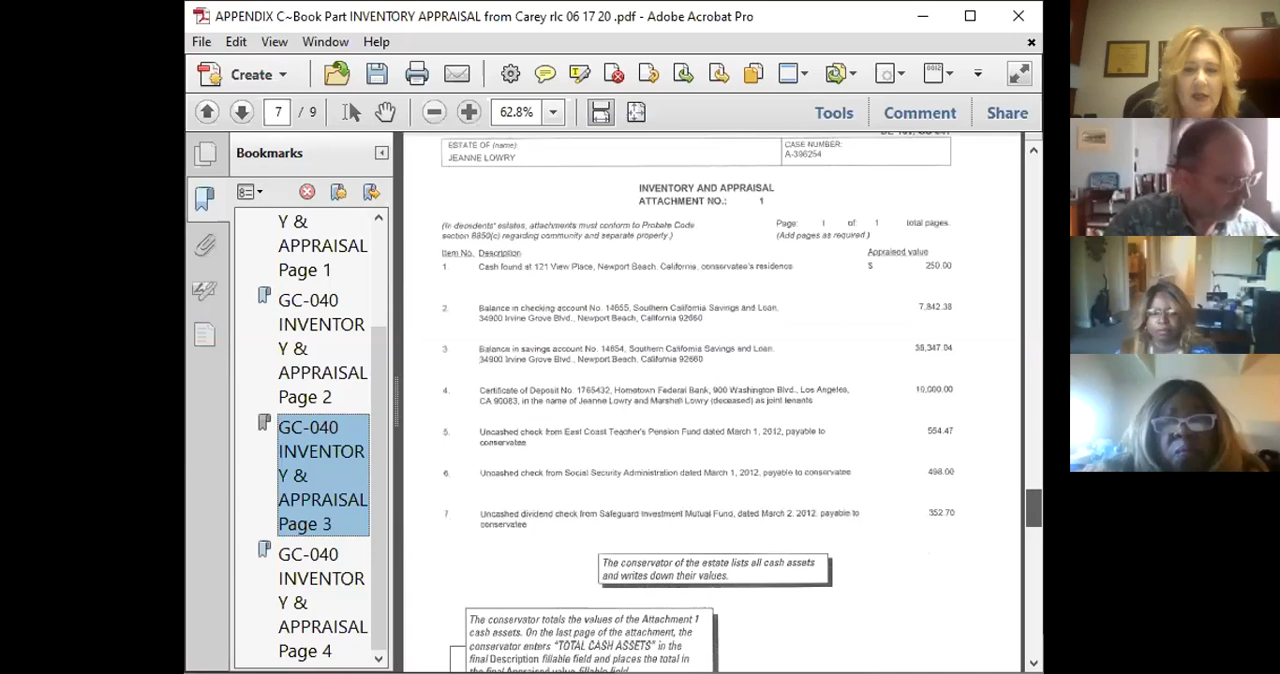 APPENDIX C~Book Part INVENTORY APPRAISAL from Carey rlc 06 17 20 .pdf - Adobe Acrobat Pro
File Edit View Window Help
Create
7 / 9 62.8% Tools Comment Share
Bookmarks
Y &
APPRAISAL
Page 1
GC-040
INVENTOR
Y &
APPRAISAL
Page 2
GC-040
INVENTOR
Y &
APPRAISAL
Page 3
GC-040
INVENTOR
Y &
APPRAISAL
Page 4
ESTATE OF (name): CASE NUMBER:
JEANNE LOWRY A-396254
INVENTORY AND APPRAISAL
ATTACHMENT NO.: 1
(In decedents' estates, attachments must conform to Probate Code Page: 1 of: 1 total pages.
section 8850(c) regarding community and separate property.) (Add pages as required.)
Item No. Description Appraised value
1. Cash found at 121 View Place, Newport Beach, California, conservatee's residence $ 250.00
2. Balance in checking account No. 14655, Southern California Savings and Loan, 7,842.38
34900 Irvine Grove Blvd., Newport Beach, California 92660
3 Balance in savings account No. 14654, Southern California Savings and Loan,
34900 Irvine Grove Blvd., Newport Beach, California 92660
4. Certificate of Deposit No. 1765432, Hometown Federal Bank, 900 Washington Blvd., Los Angeles, 10,000.00
CA 90083, in the name of Jeanne Lowry and Marshall Lowry (deceased) as joint tenants
5. Uncashed check from East Coast Teacher's Pension Fund dated March 1, 2012, payable to 554.47
conservatee
6. Uncashed check from Social Security Administration dated March 1, 2012, payable to conservatee 498.00
7 Uncashed dividend check from Safeguard Investment Mutual Fund, dated March 2, 2012, payable to 352.70
conservatee
The conservator of the estate lists all cash assets
and writes down their values.
The conservator totals the values of the Attachment 1
cash assets. On the last page of the attachment, the
conservator enters "TOTAL CASH ASSETS" in the
final Description fillable field and places the total in
the final Appraised value fillable field.